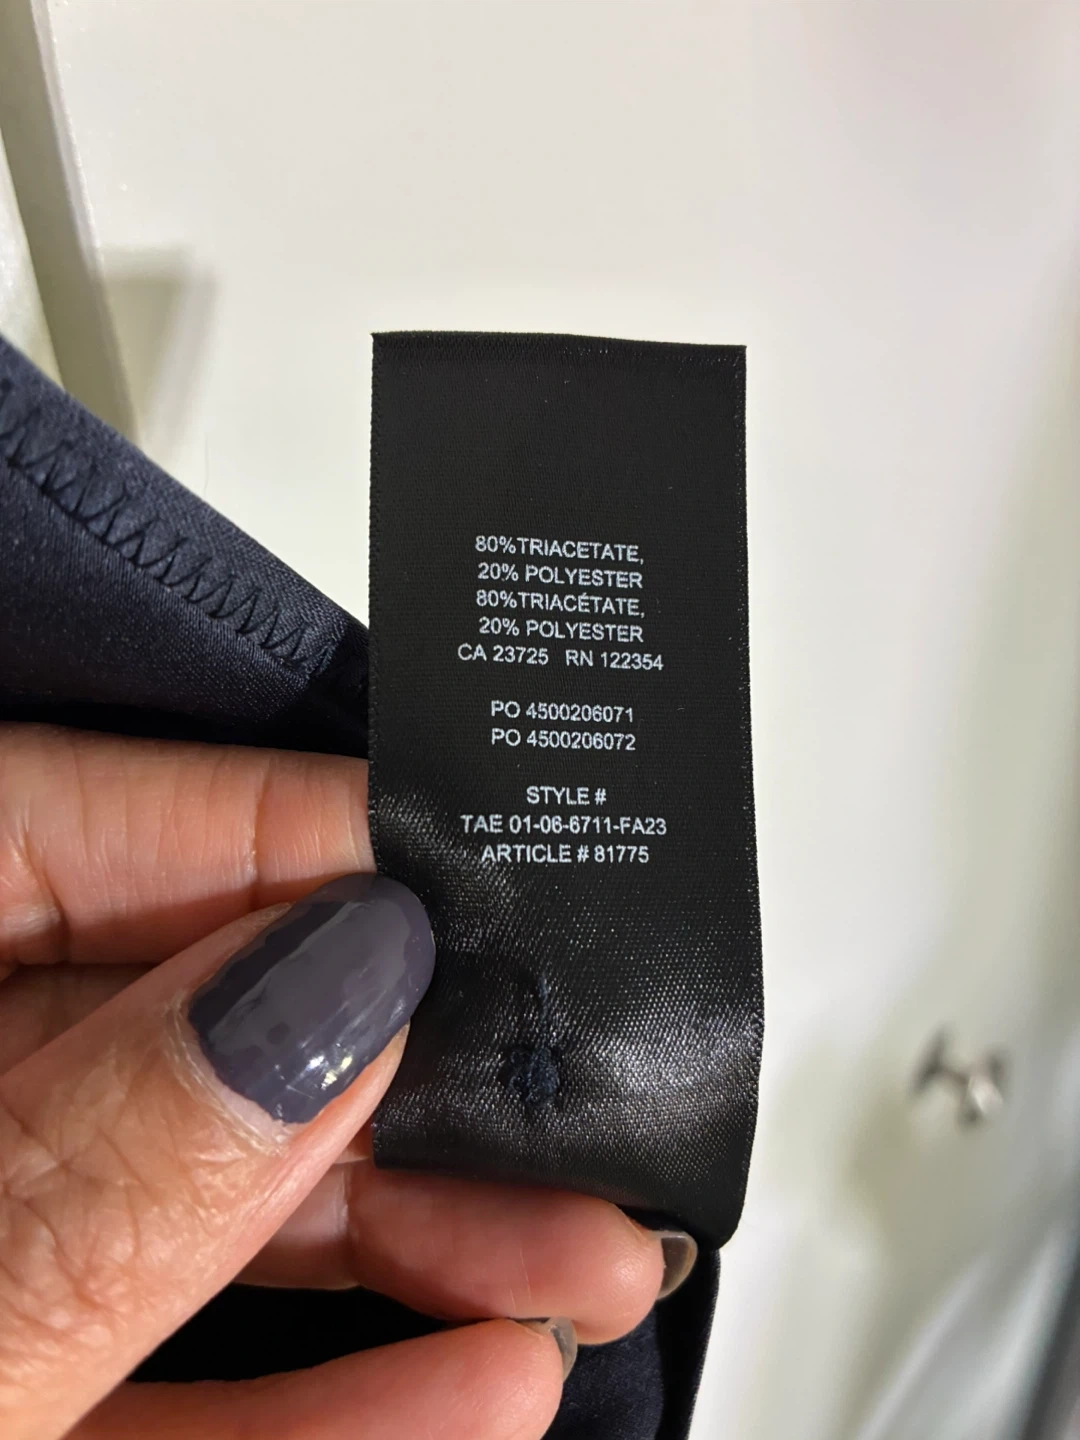 80%TRIACETATE,
20% POLYESTER
80%TRIACÉTATE,
20% POLYESTER
CA 23725 RN 122354
PO 4500206071
PO 4500206072
STYLE #
TAE 01-06-6711-FA23
ARTICLE # 81775